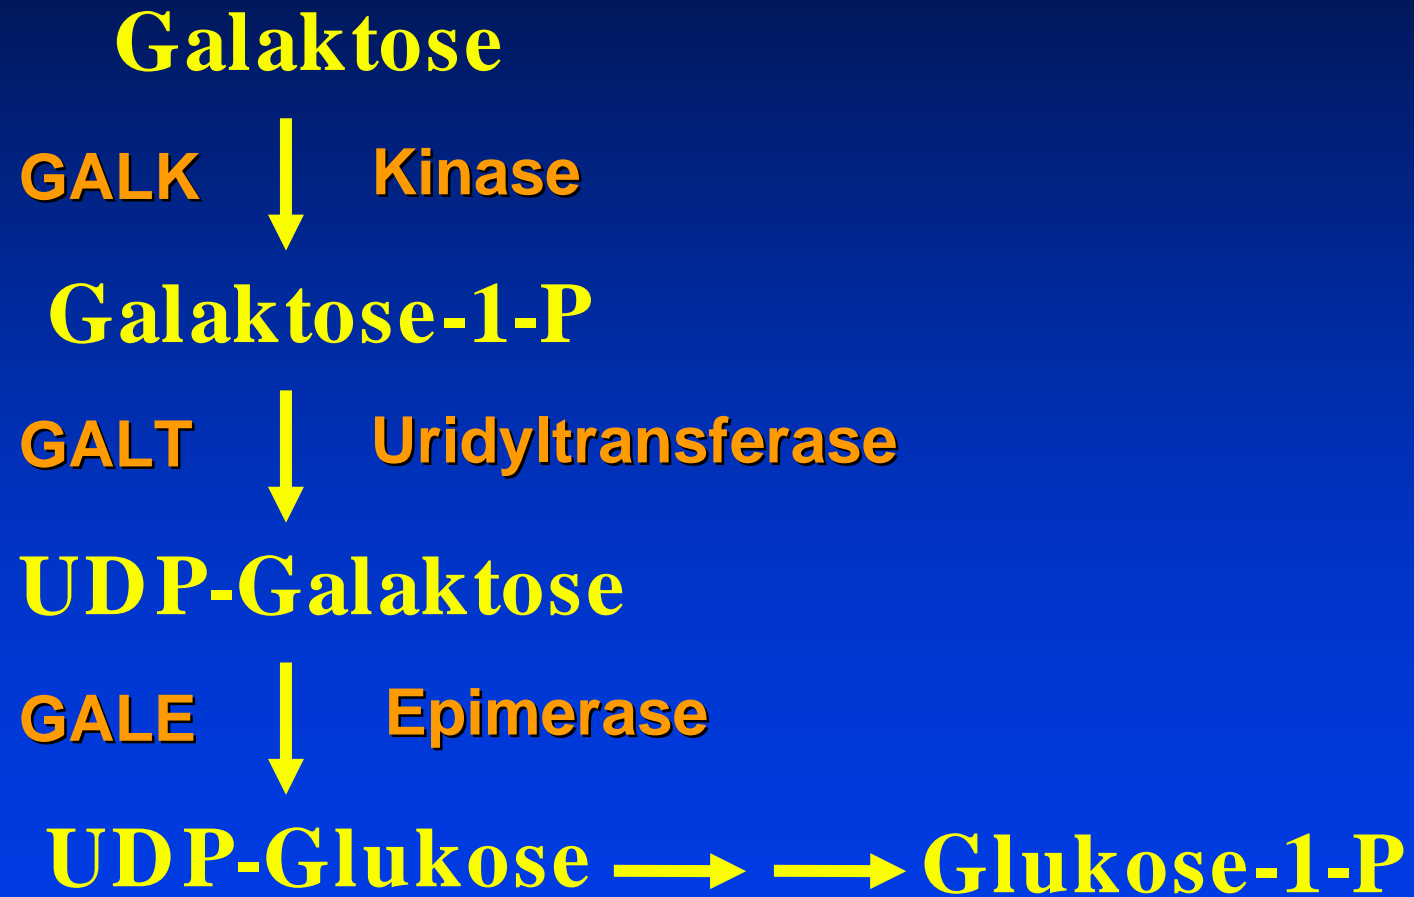 Galaktose
GALK Kinase
Galaktose-1-P
GALT Uridyltransferase
UDP-Galaktose
GALE Epimerase
UDP-Glukose Glukose-1-P